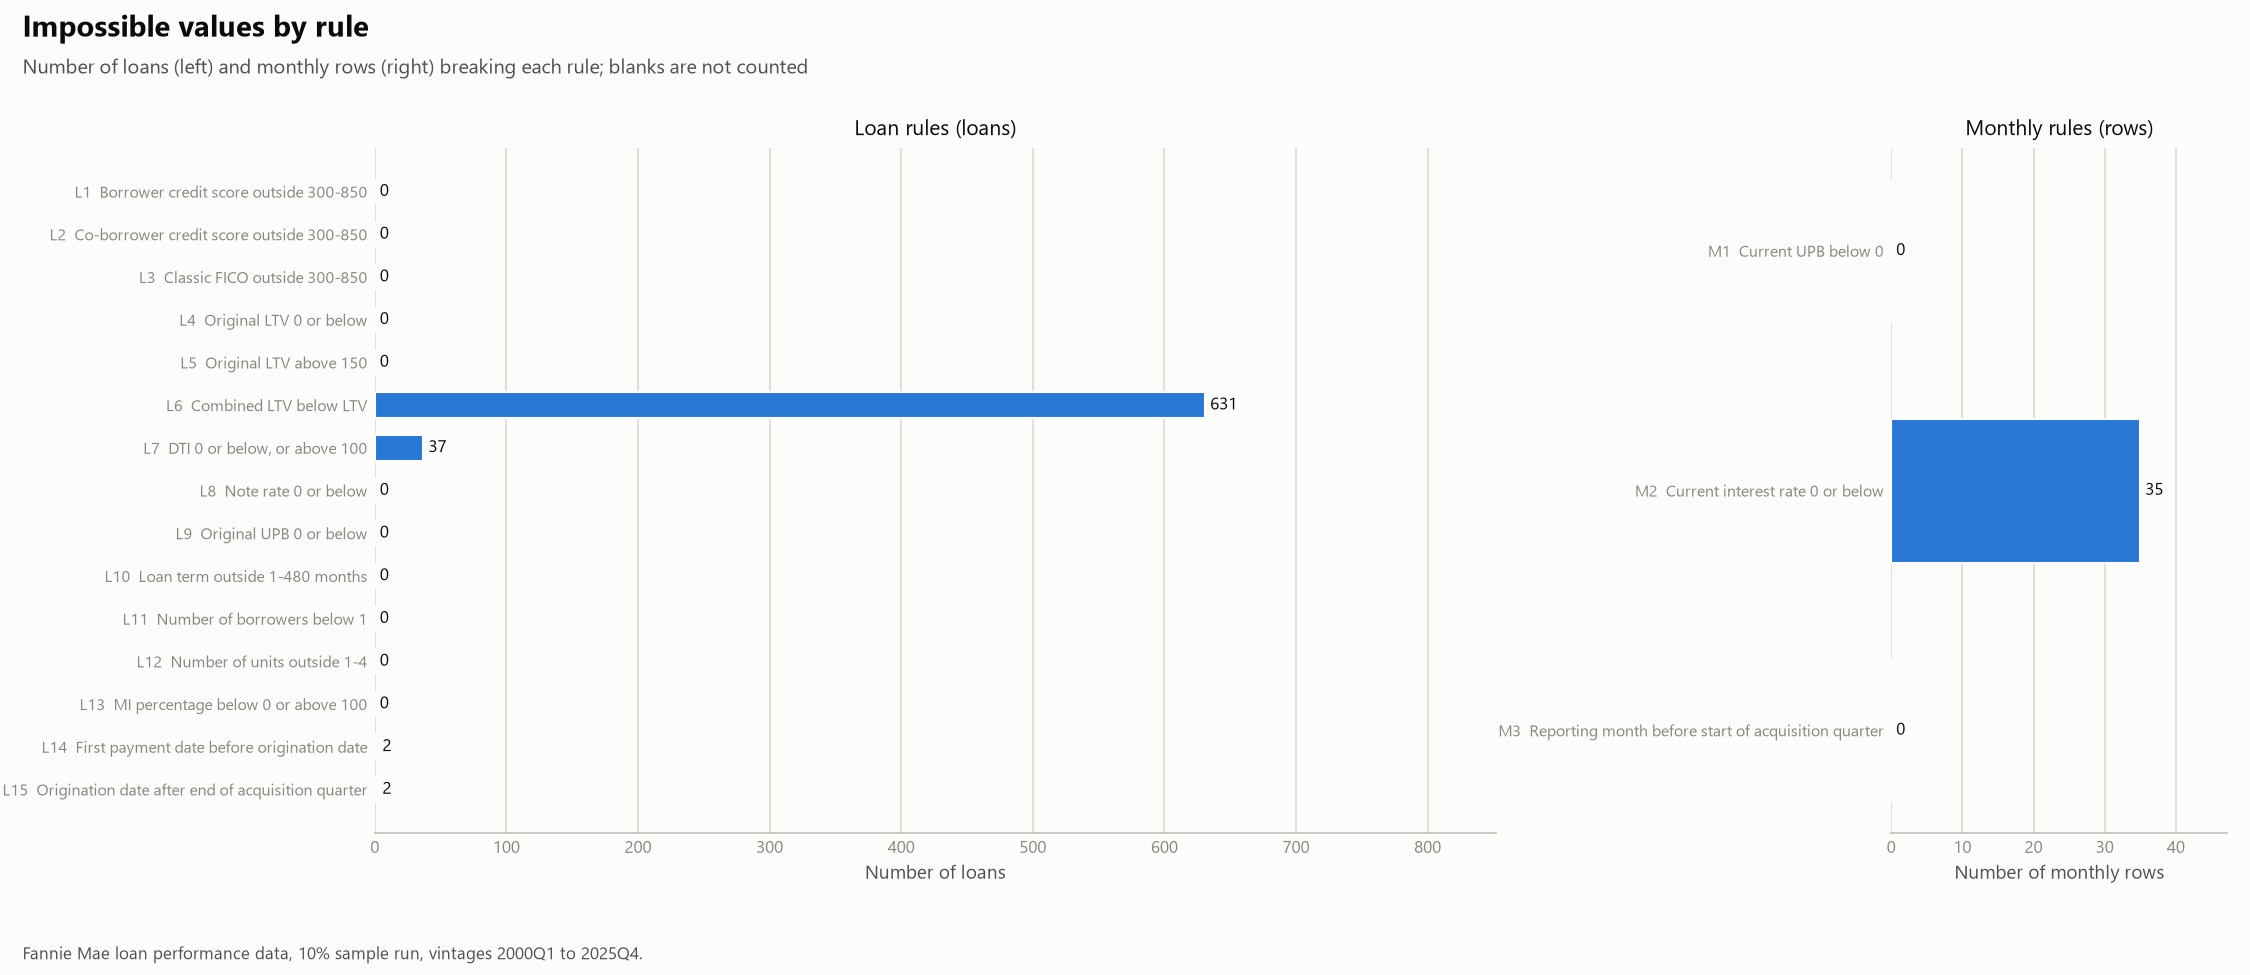 Impossible values by rule
Number of loans (left) and monthly rows (right) breaking each rule; blanks are not counted
Loan rules (loans)
L1 Borrower credit score outside 300-850 0
L2 Co-borrower credit score outside 300-850 0
L3 Classic FICO outside 300-850 0
L4 Original LTV 0 or below 0
L5 Original LTV above 150 0
L6 Combined LTV below LTV 631
L7 DTI 0 or below, or above 100 37
L8 Note rate 0 or below 0
L9 Original UPB 0 or below 0
L10 Loan term outside 1-480 months 0
L11 Number of borrowers below 1 0
L12 Number of units outside 1-4 0
L13 MI percentage below 0 or above 100 0
L14 First payment date before origination date 2
L15 Origination date after end of acquisition quarter 2
0 100 200 300 400 500 600 700 800
Number of loans
Monthly rules (rows)
M1 Current UPB below 0 0
M2 Current interest rate 0 or below 35
M3 Reporting month before start of acquisition quarter 0
0 10 20 30 40
Number of monthly rows
Fannie Mae loan performance data, 10% sample run, vintages 2000Q1 to 2025Q4.